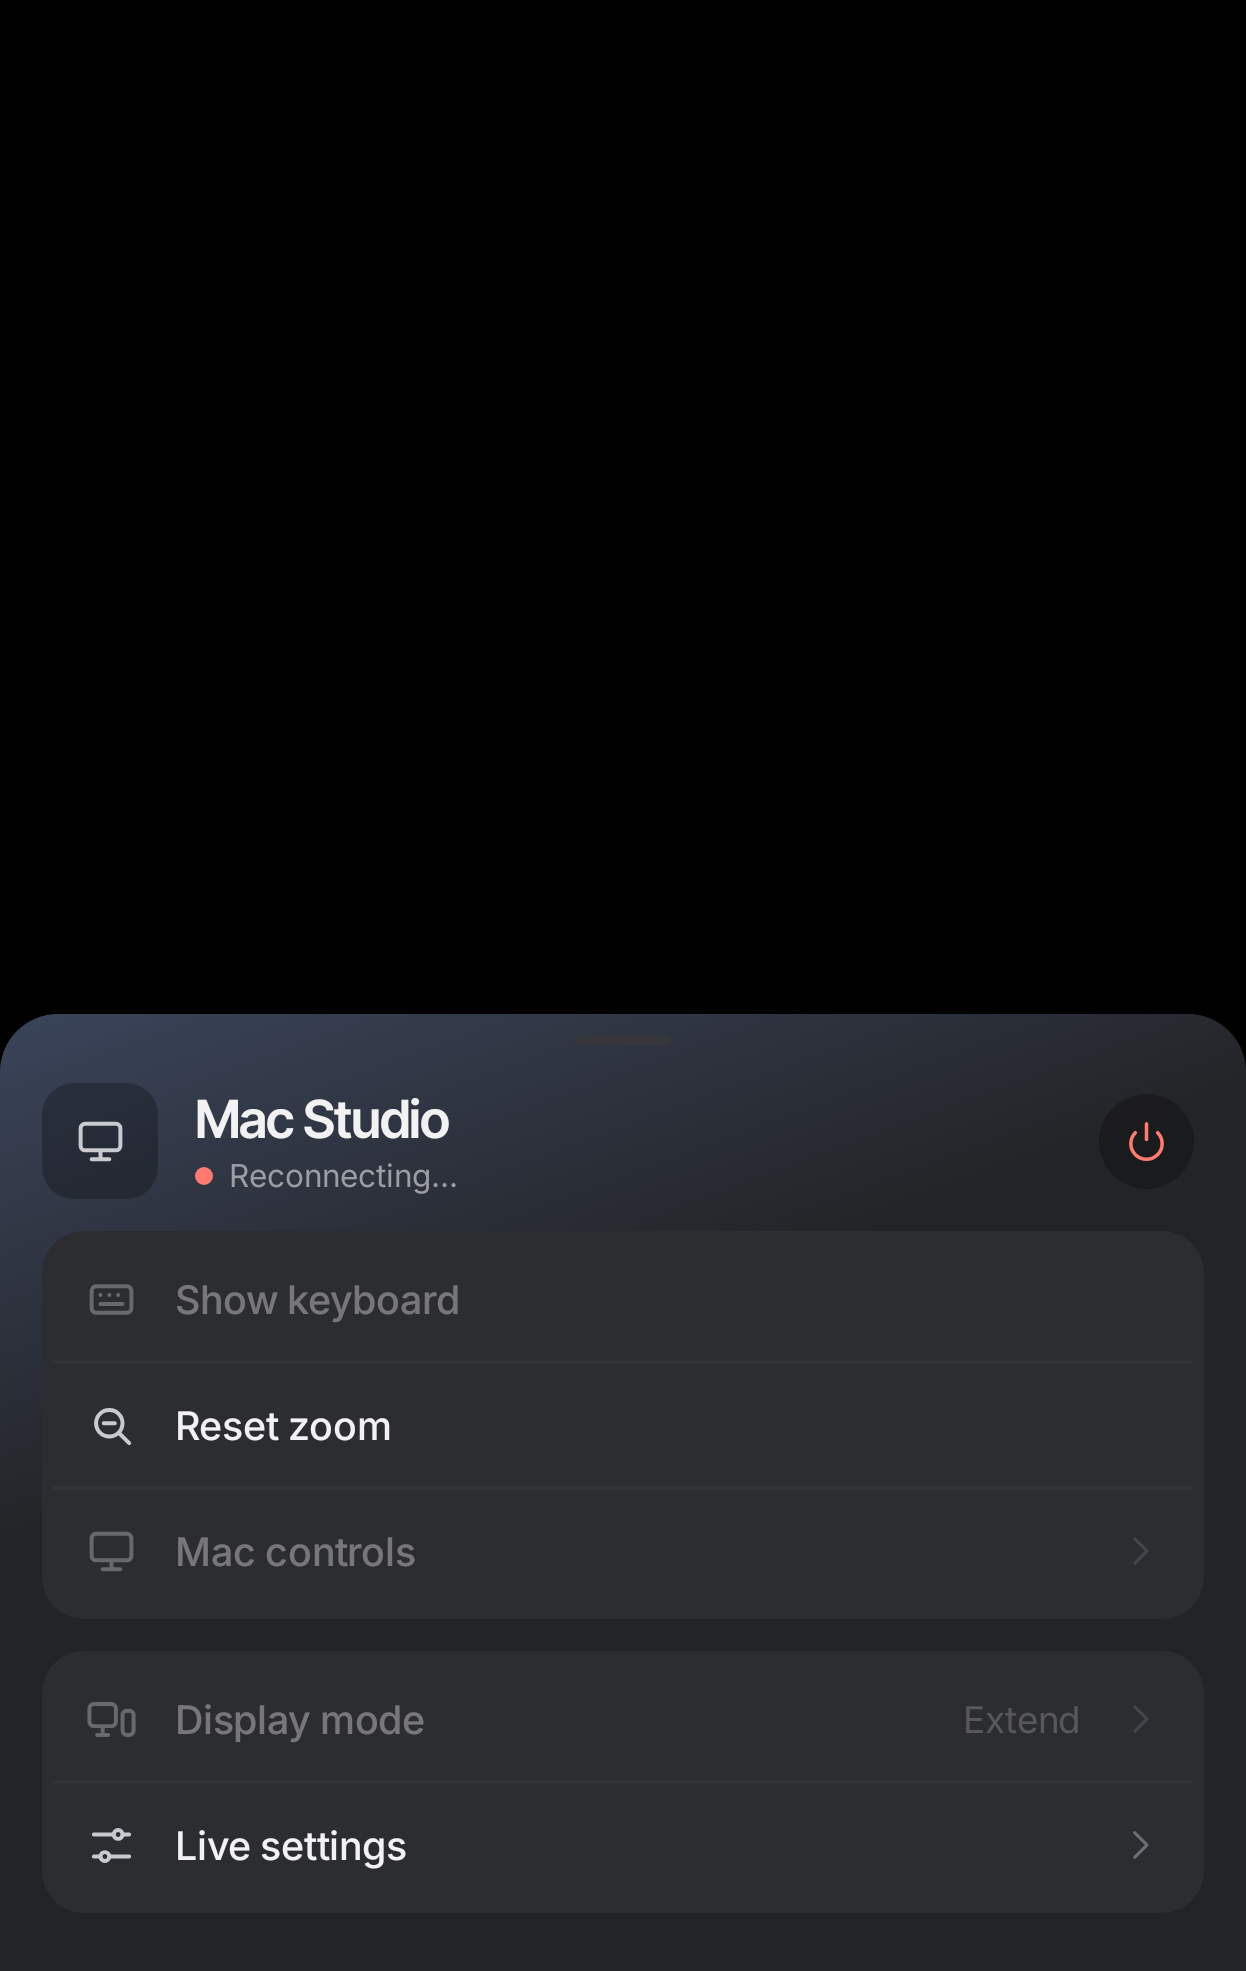 Mac Studio
Reconnecting...
Show keyboard
Reset zoom
Mac controls
Display mode Extend
Live settings